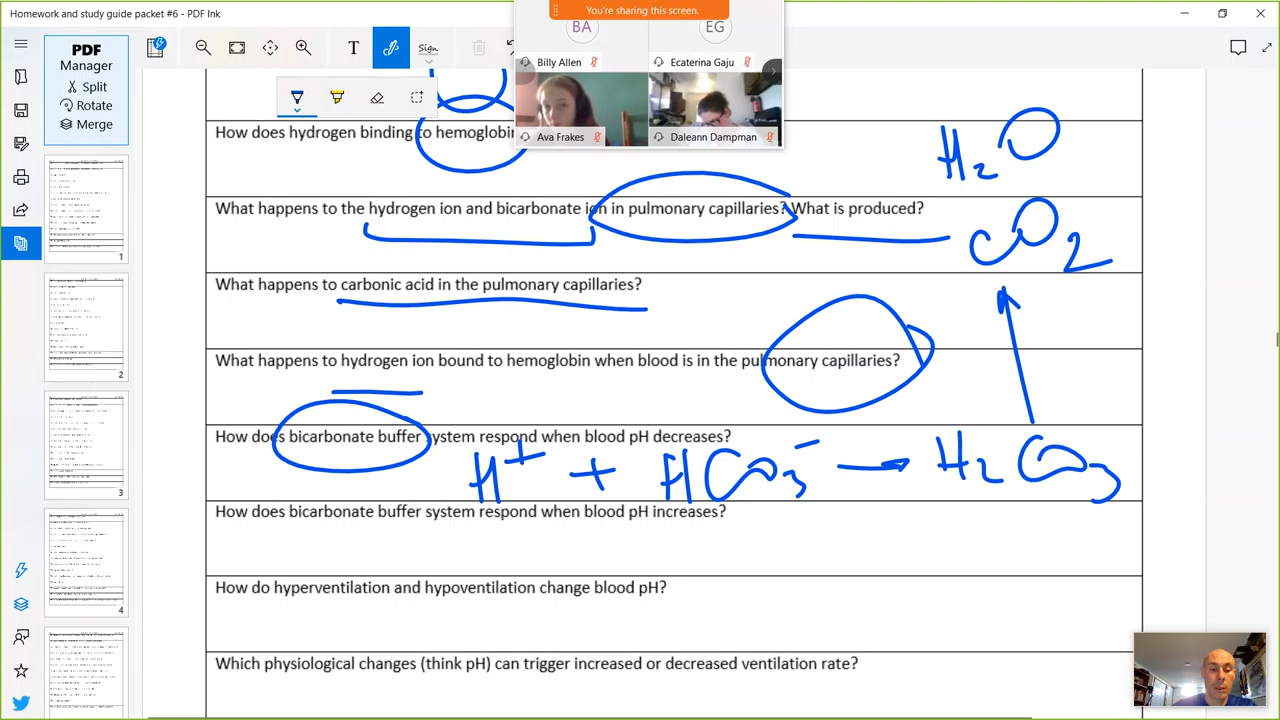 Homework and study guide packet #6 - PDF Ink
You're sharing this screen.
BA
EG
Billy Allen
Ecaterina Gaju
Ava Frakes
Daleann Dampman
PDF
Manager
Split
Rotate
Merge
T
Sign
1
2
3
4
How does hydrogen binding to hemoglobin
H2O
What happens to the hydrogen ion and bicarbonate ion in pulmonary capillaries? What is produced?
CO2
What happens to carbonic acid in the pulmonary capillaries?
What happens to hydrogen ion bound to hemoglobin when blood is in the pulmonary capillaries?
How does bicarbonate buffer system respond when blood pH decreases?
H+ + HCO3- → H2CO3
How does bicarbonate buffer system respond when blood pH increases?
How do hyperventilation and hypoventilation change blood pH?
Which physiological changes (think pH) can trigger increased or decreased ventilation rate?